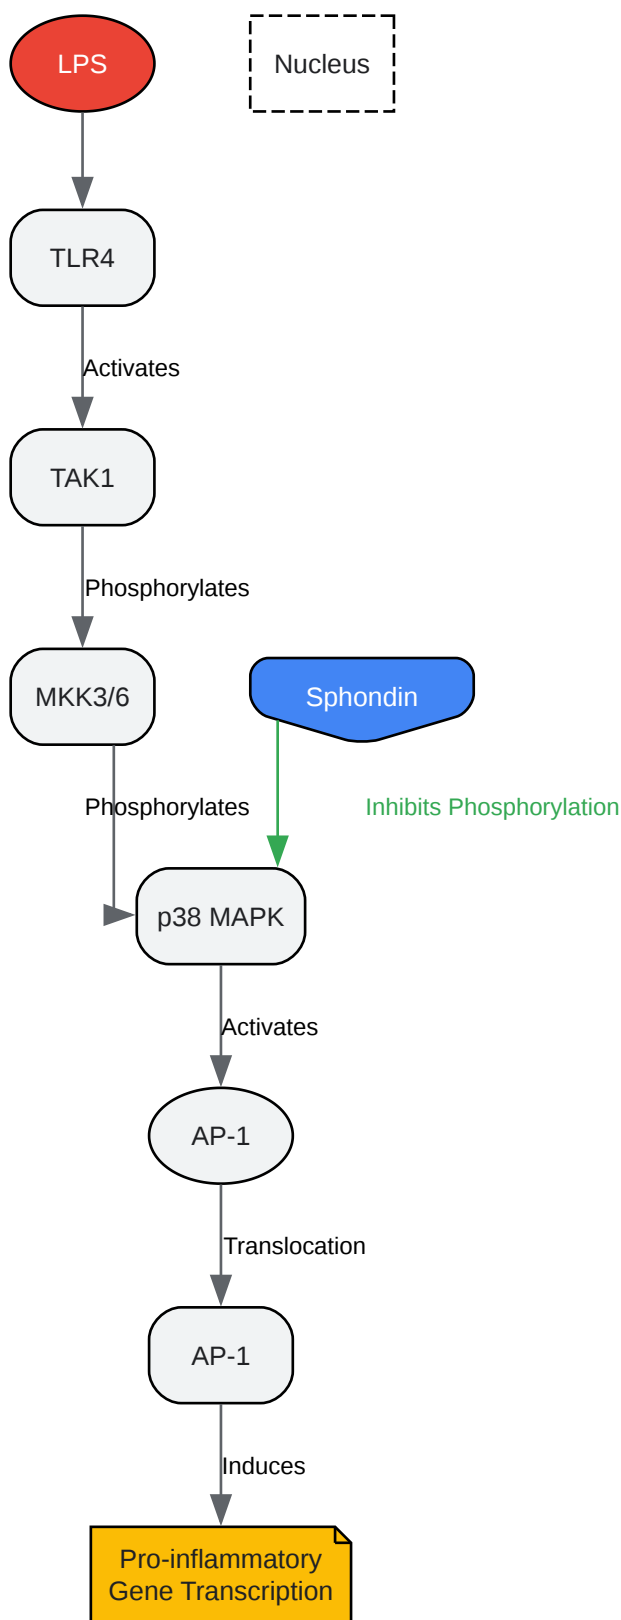 LPS
Nucleus
TLR4
Activates
TAK1
Phosphorylates
MKK3/6
Sphondin
Phosphorylates
Inhibits Phosphorylation
p38 MAPK
Activates
AP-1
Translocation
AP-1
Induces
Pro-inflammatory
Gene Transcription